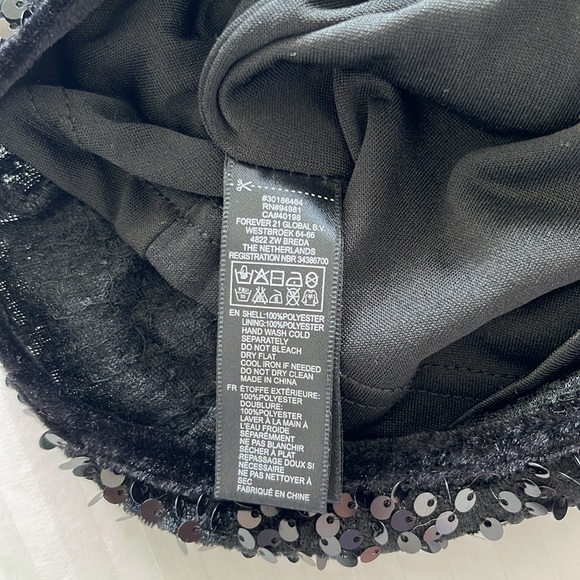 #30186464
RN#94981
CA#40198
FOREVER 21 GLOBAL B.V.
WESTBROEK 64-66
4822 ZW BREDA
THE NETHERLANDS
REGISTRATION NBR 34386700
EN SHELL:100%POLYESTER
LINING:100%POLYESTER
HAND WASH COLD
SEPARATELY
DO NOT BLEACH
DRY FLAT
COOL IRON IF NEEDED
DO NOT DRY CLEAN
MADE IN CHINA
FR ÉTOFFE EXTÉRIEURE:
100%POLYESTER
DOUBLURE:
100%POLYESTER
LAVER À LA MAIN À
L'EAU FROIDE
SÉPARÉMENT
NE PAS BLANCHIR
SÉCHER À PLAT
REPASSAGE DOUX SI
NÉCESSAIRE
NE PAS NETTOYER À
SEC
FABRIQUÉ EN CHINE